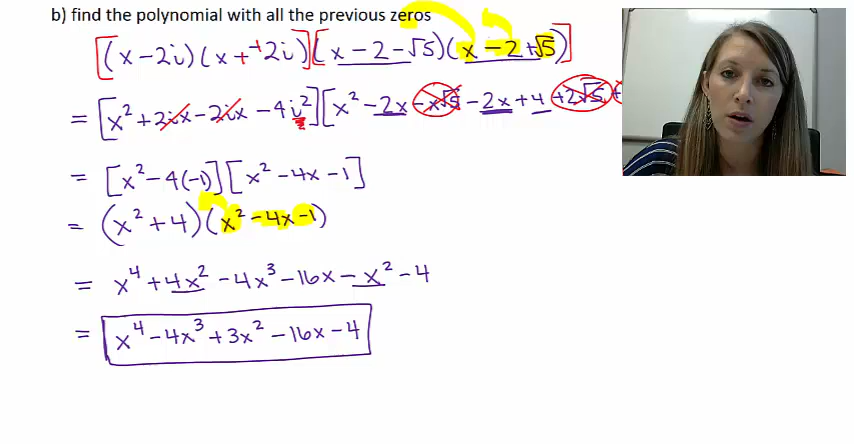 b) find the polynomial with all the previous zeros
[(x-2i)(x++2i)][(x-2-√5)(x-2+√5)]
= [x²+2ix-2ix-4i²][x²-2x-x√5-2x+4+2√5+
= [x²-4(-1)][x²-4x-1]
= (x²+4)(x²-4x-1)
= x⁴+4x²-4x³-16x-x²-4
= x⁴-4x³+3x²-16x-4